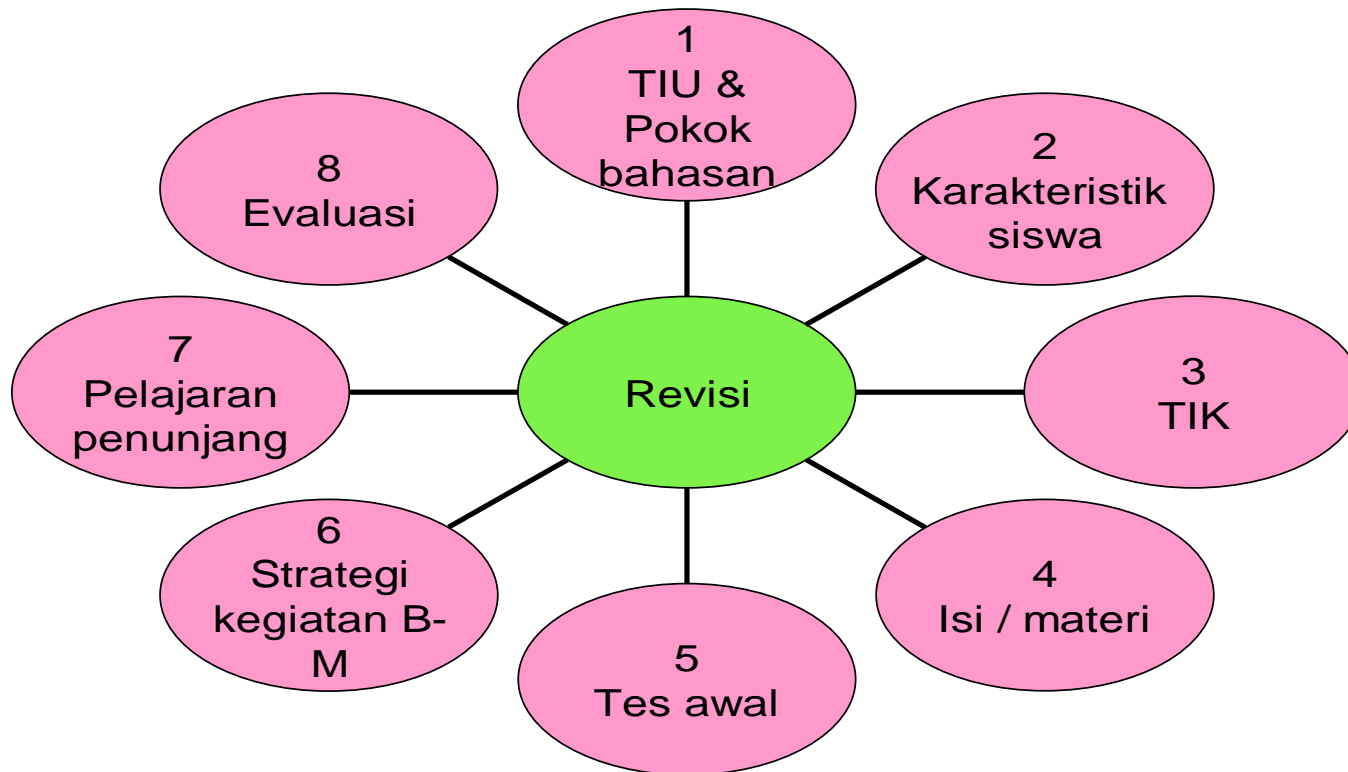 1
TIU &
Pokok
bahasan
2
Karakteristik
siswa
3
TIK
4
Isi / materi
5
Tes awal
6
Strategi
kegiatan B-
M
7
Pelajaran
penunjang
8
Evaluasi
Revisi